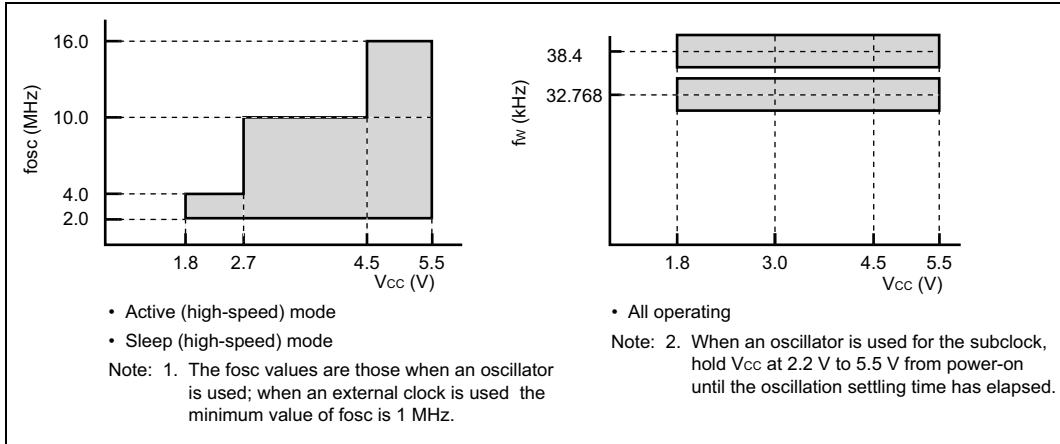 16.0
10.0
4.0
2.0
fosc (MHz)
1.8 2.7 4.5 5.5
Vcc (V)
• Active (high-speed) mode
• Sleep (high-speed) mode
Note: 1. The fosc values are those when an oscillator
is used; when an external clock is used the
minimum value of fosc is 1 MHz.
38.4
32.768
fw (kHz)
1.8 3.0 4.5 5.5
Vcc (V)
• All operating
Note: 2. When an oscillator is used for the subclock,
hold Vcc at 2.2 V to 5.5 V from power-on
until the oscillation settling time has elapsed.